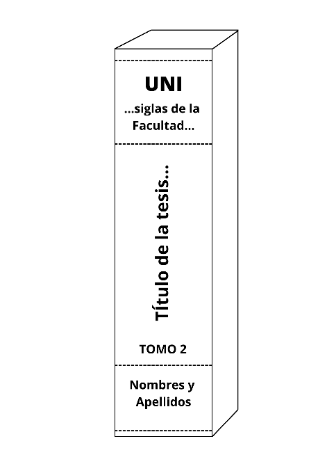 UNI
...siglas de la
Facultad...
Título de la tesis...
TOMO 2
Nombres y
Apellidos